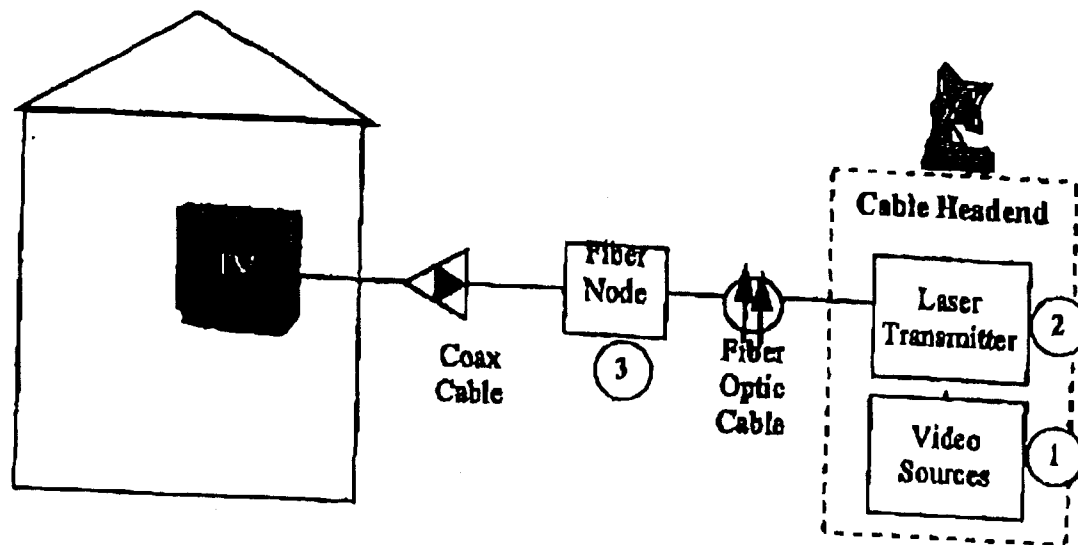 Cable Headend
TV
Fiber
Node
3
Coax
Cable
Fiber
Optic
Cable
Laser
Transmitter
2
Video
Sources
1